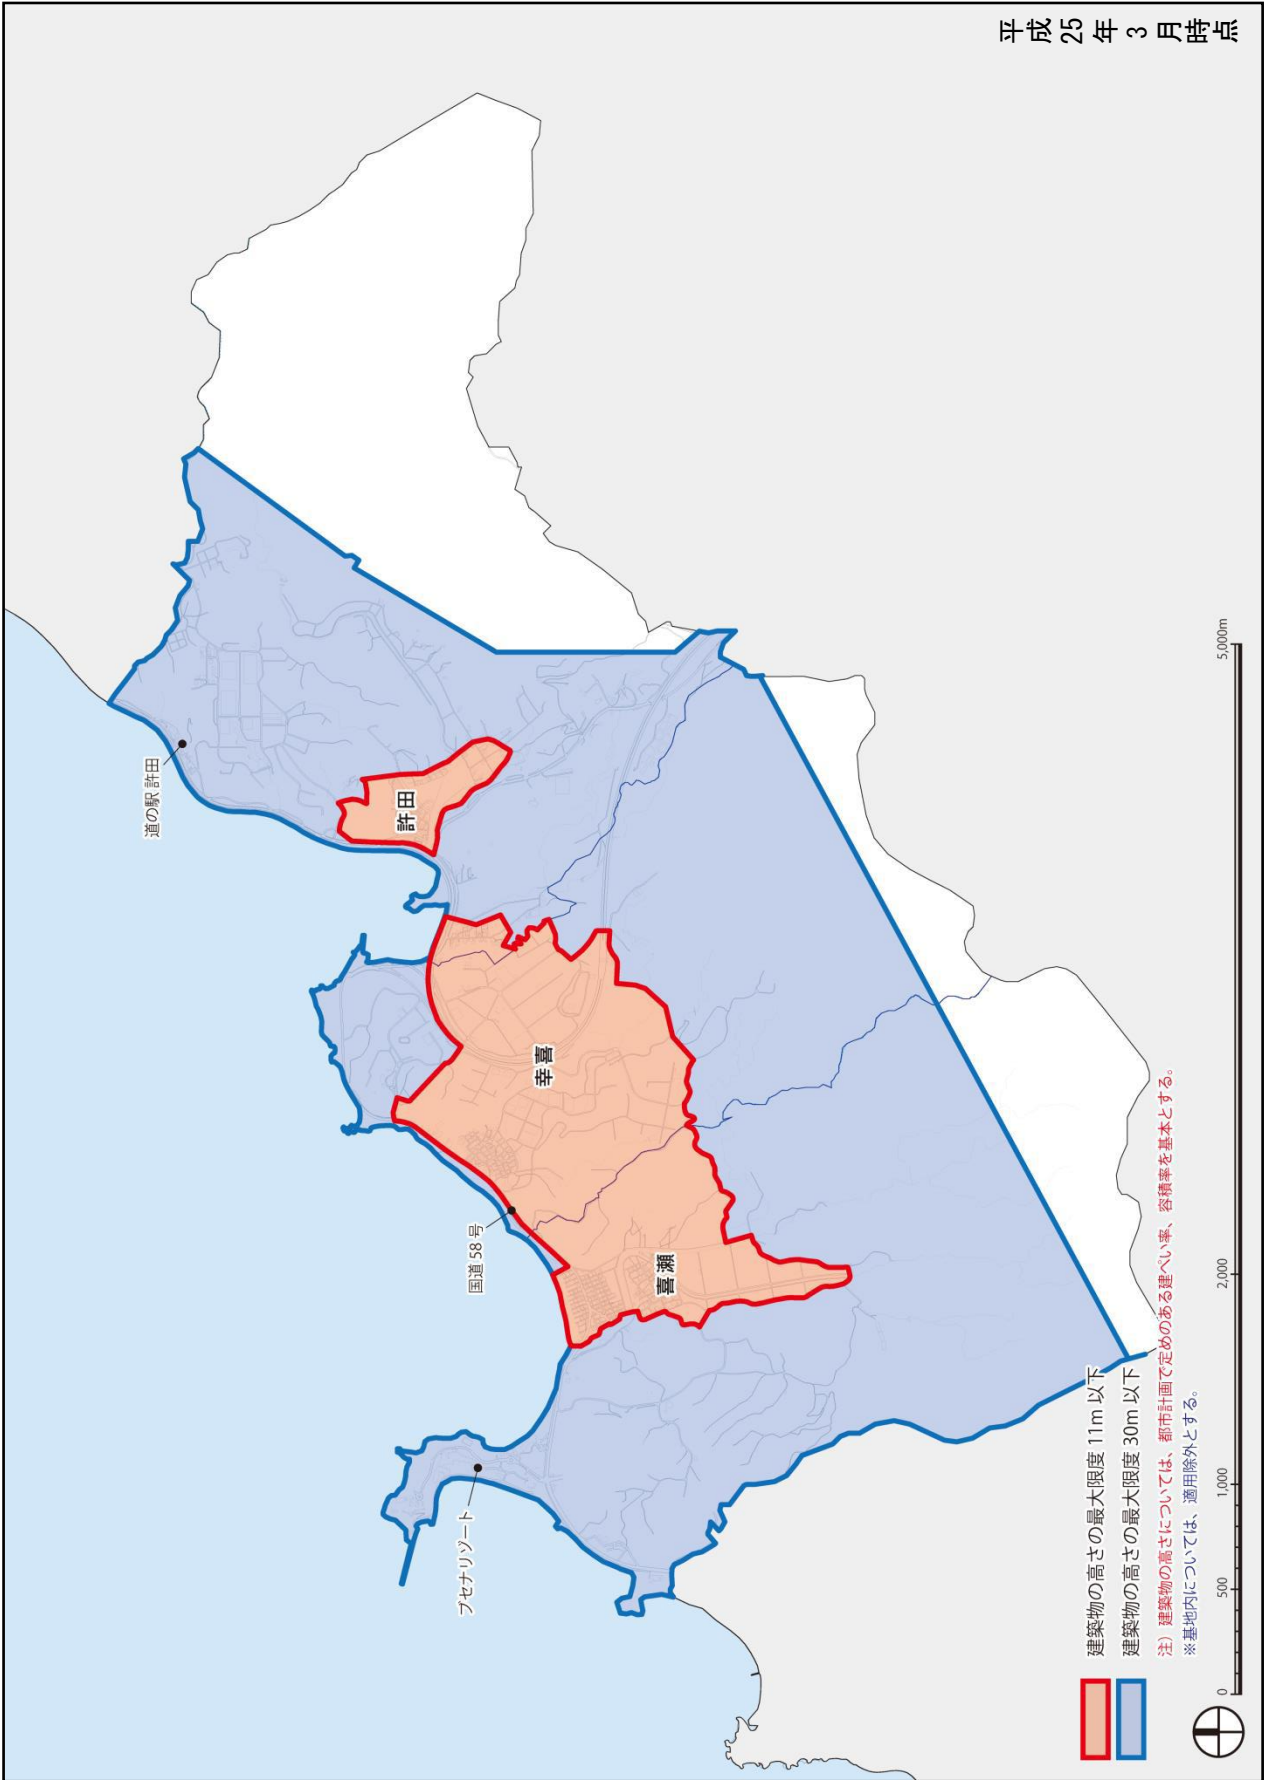 平成 25 年 3 月時点
道の駅 許田
許田
幸喜
国道 58 号
喜瀬
ブセナリゾート
建築物の高さの最大限度 11m 以下
建築物の高さの最大限度 30m 以下
注）建築物の高さについては、都市計画で定めのある建ぺい率、容積率を基本とする。
※基地内については、適用除外とする。
0 500 1,000 2,000 5,000m